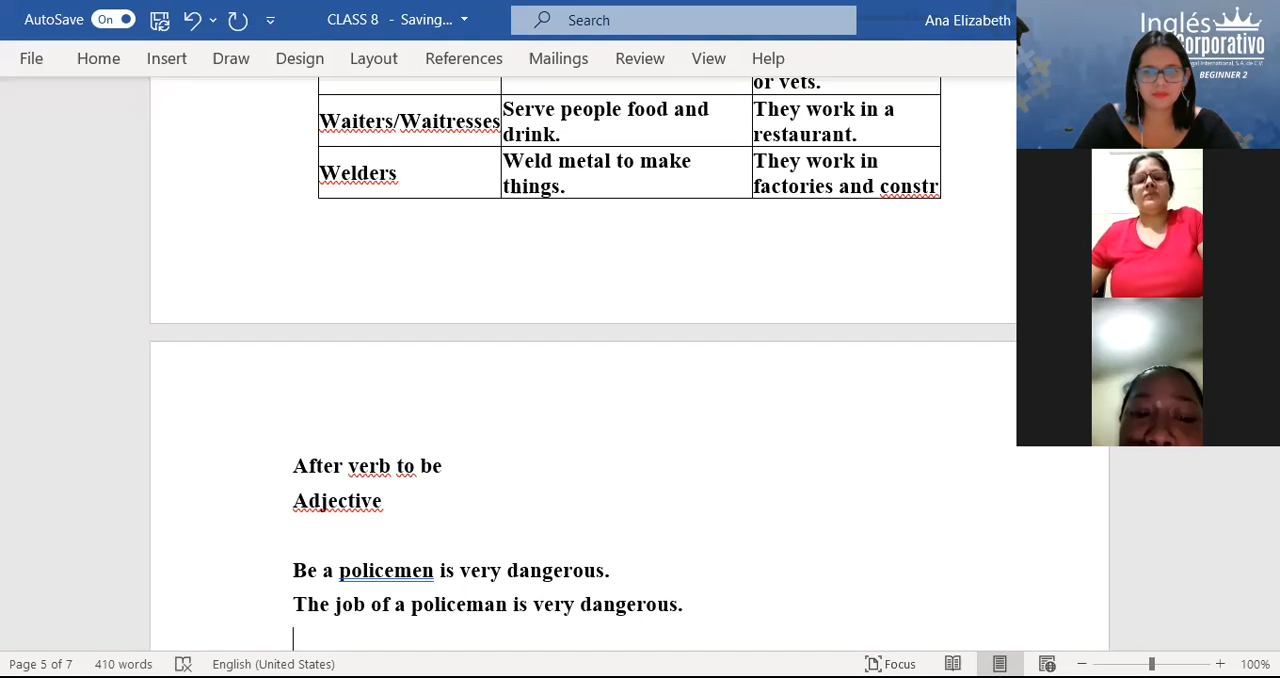 AutoSave On CLASS 8 - Saving... Search Ana Elizabeth
File Home Insert Draw Design Layout References Mailings Review View Help
Inglés
Corporativo
BEGINNER 2
or vets.
Waiters/Waitresses Serve people food and They work in a
drink. restaurant.
Welders Weld metal to make They work in
things. factories and constr
After verb to be
Adjective
Be a policemen is very dangerous.
The job of a policeman is very dangerous.
Page 5 of 7 410 words English (United States) Focus 100%